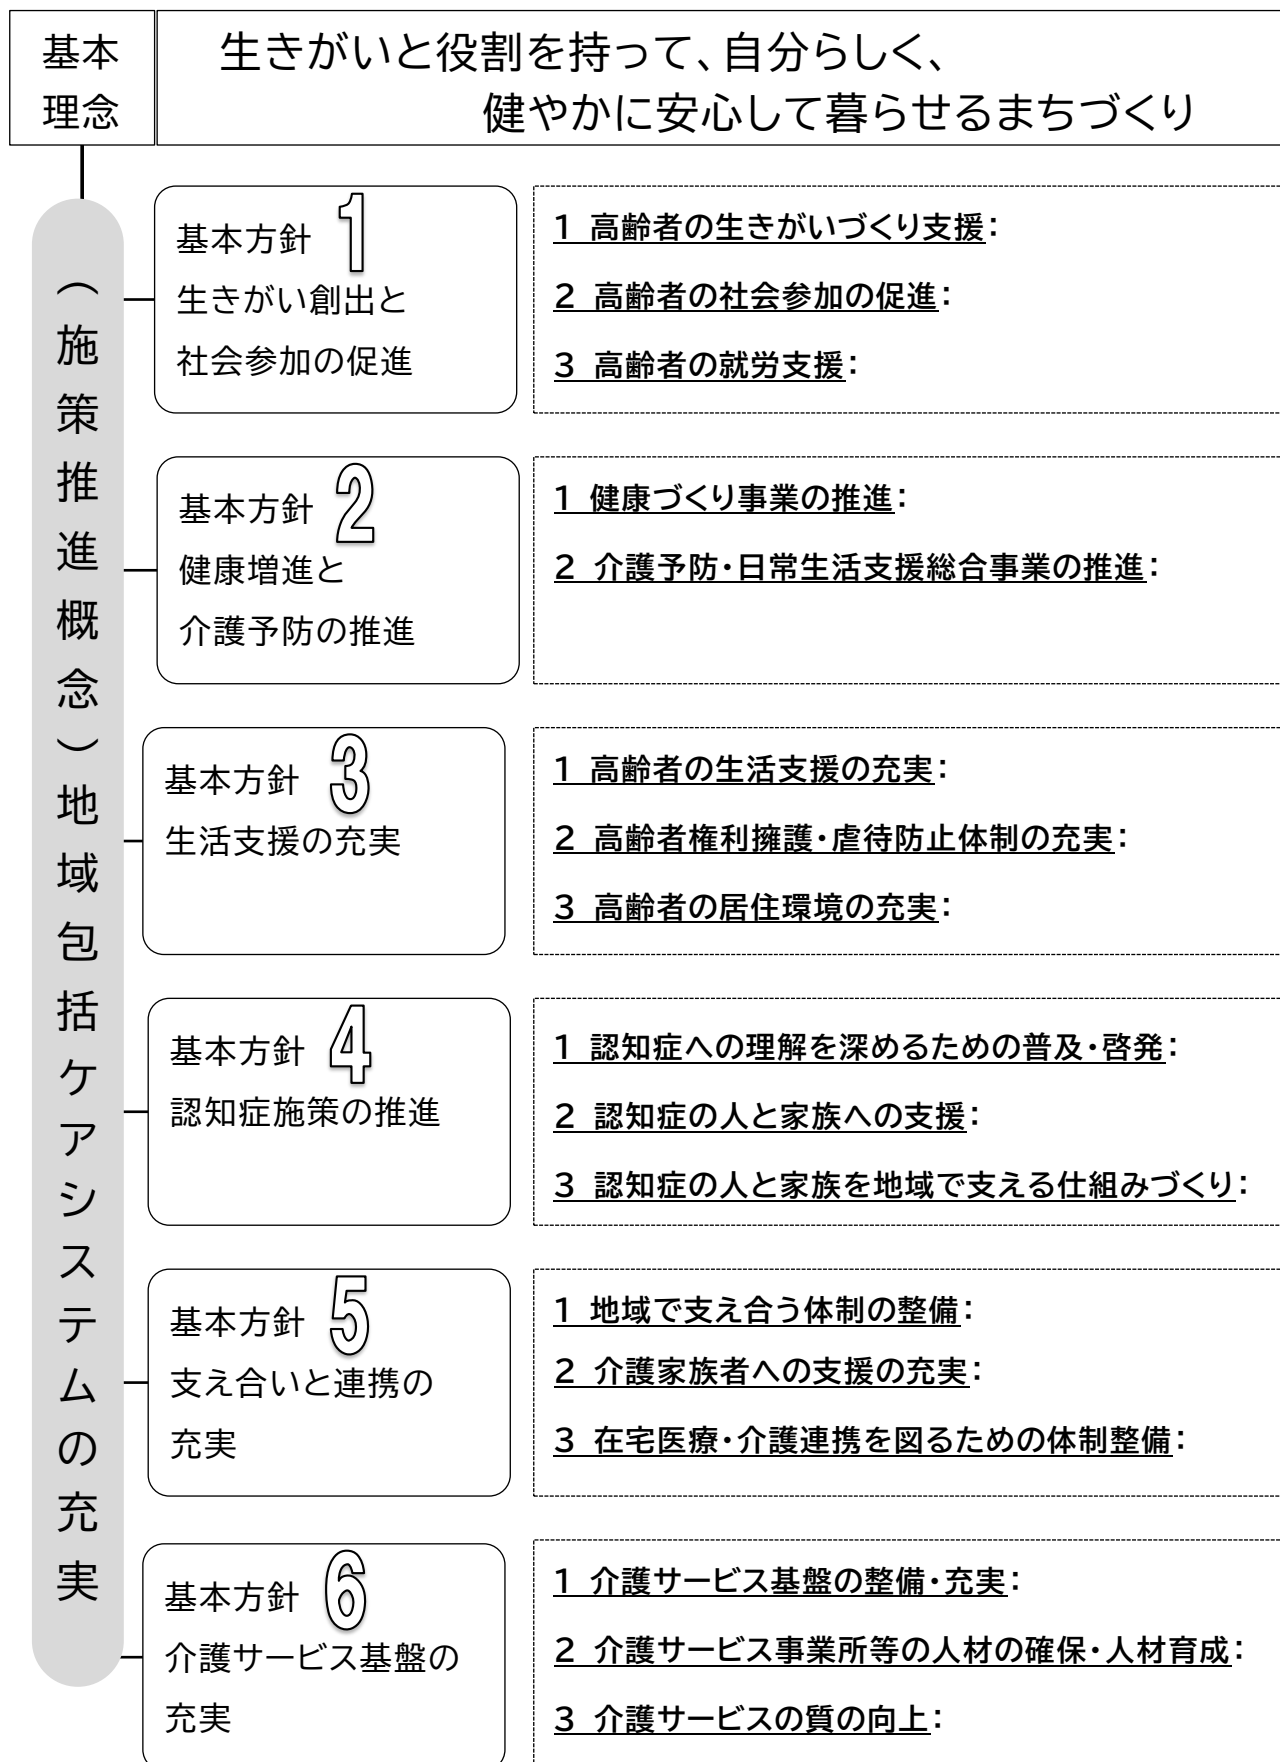 基本
理念
生きがいと役割を持って、自分らしく、
健やかに安心して暮らせるまちづくり
（施策推進概念）地域包括ケアシステムの充実
基本方針 1
生きがい創出と
社会参加の促進
1 高齢者の生きがいづくり支援：
2 高齢者の社会参加の促進：
3 高齢者の就労支援：
基本方針 2
健康増進と
介護予防の推進
1 健康づくり事業の推進：
2 介護予防・日常生活支援総合事業の推進：
基本方針 3
生活支援の充実
1 高齢者の生活支援の充実：
2 高齢者権利擁護・虐待防止体制の充実：
3 高齢者の居住環境の充実：
基本方針 4
認知症施策の推進
1 認知症への理解を深めるための普及・啓発：
2 認知症の人と家族への支援：
3 認知症の人と家族を地域で支える仕組みづくり：
基本方針 5
支え合いと連携の
充実
1 地域で支え合う体制の整備：
2 介護家族者への支援の充実：
3 在宅医療・介護連携を図るための体制整備：
基本方針 6
介護サービス基盤の
充実
1 介護サービス基盤の整備・充実：
2 介護サービス事業所等の人材の確保・人材育成：
3 介護サービスの質の向上：